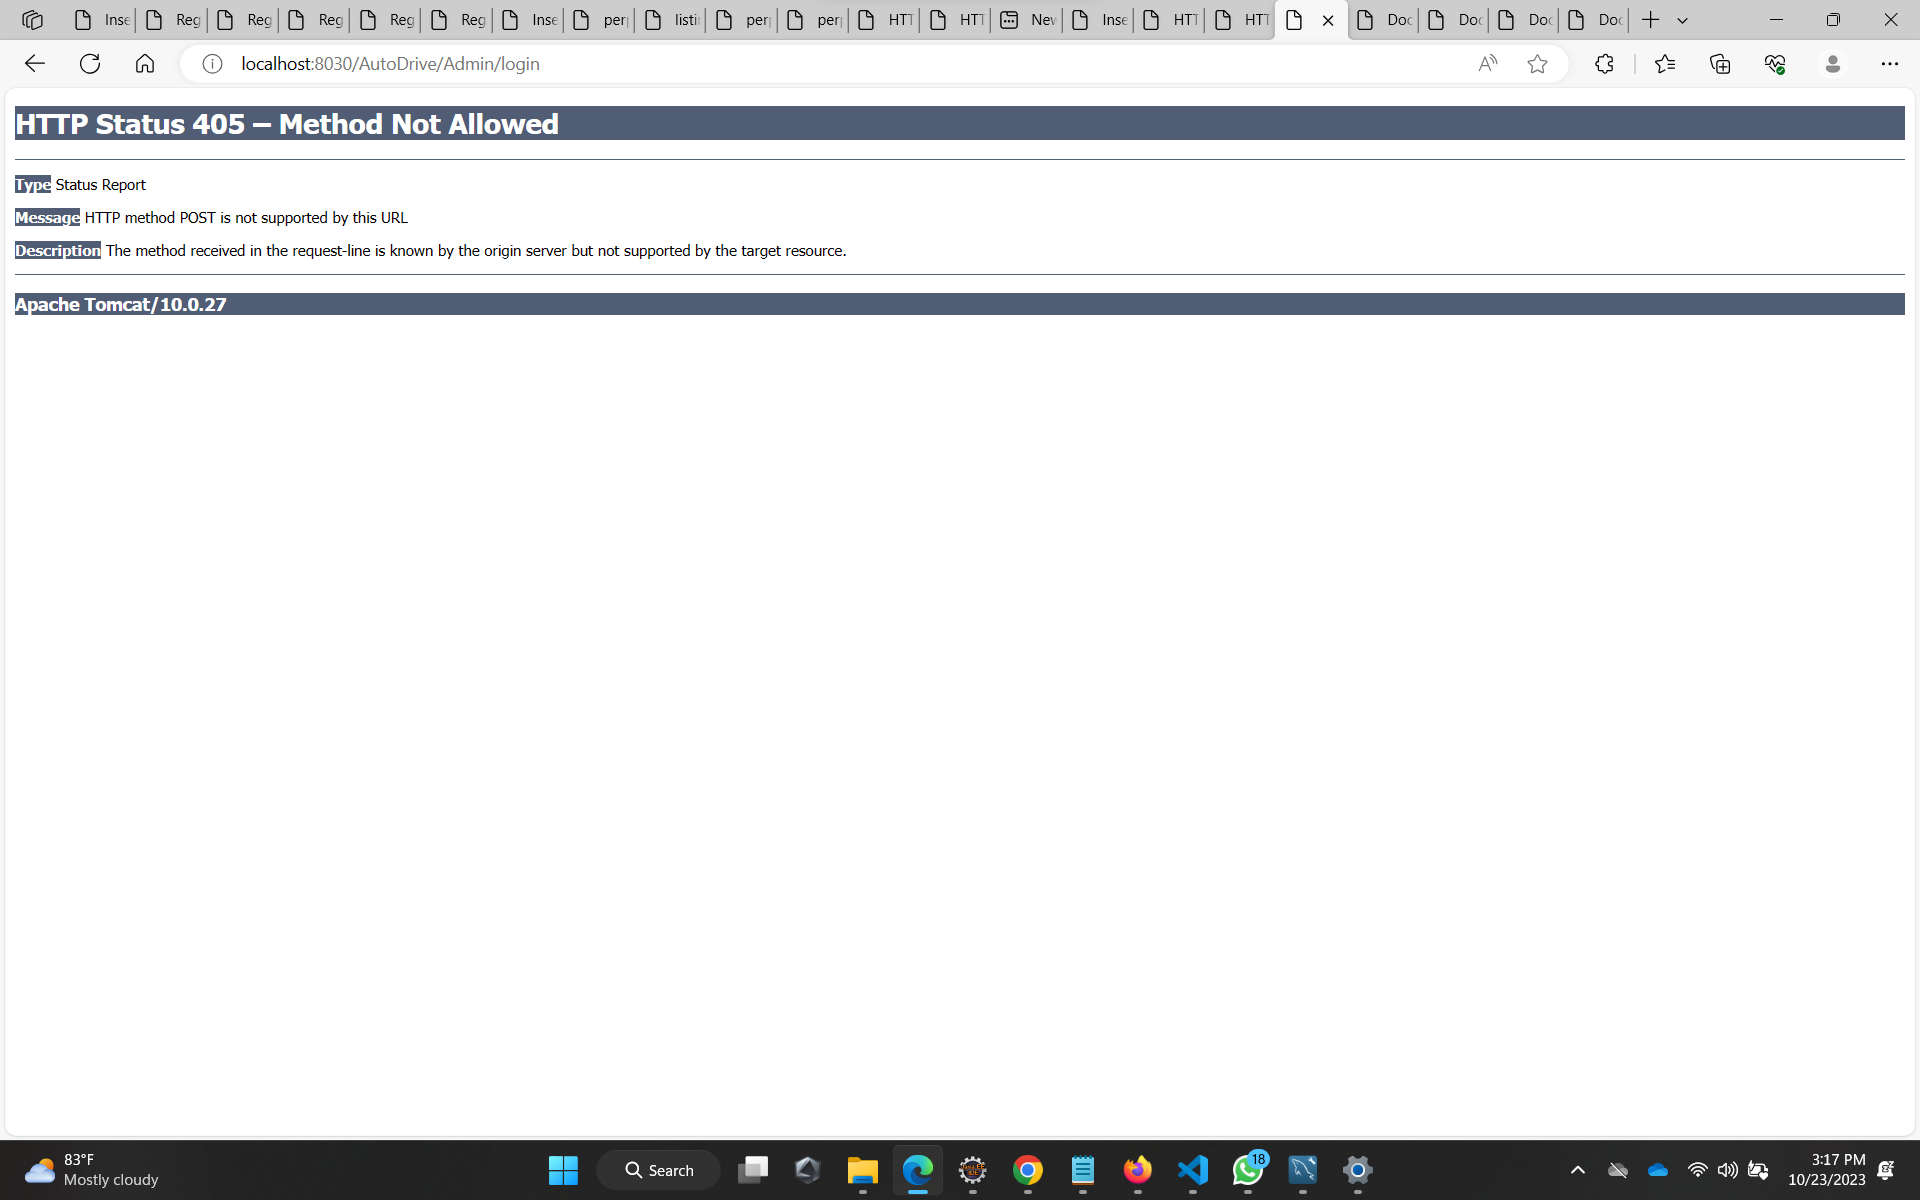 Inse Reg Reg Reg Reg Reg Inse per listi per per HTT HTT New Inse HTT HTT Doc Doc Doc Doc
localhost:8030/AutoDrive/Admin/login
HTTP Status 405 – Method Not Allowed
Type Status Report
Message HTTP method POST is not supported by this URL
Description The method received in the request-line is known by the origin server but not supported by the target resource.
Apache Tomcat/10.0.27
83°F
Mostly cloudy
Search
18
3:17 PM
10/23/2023